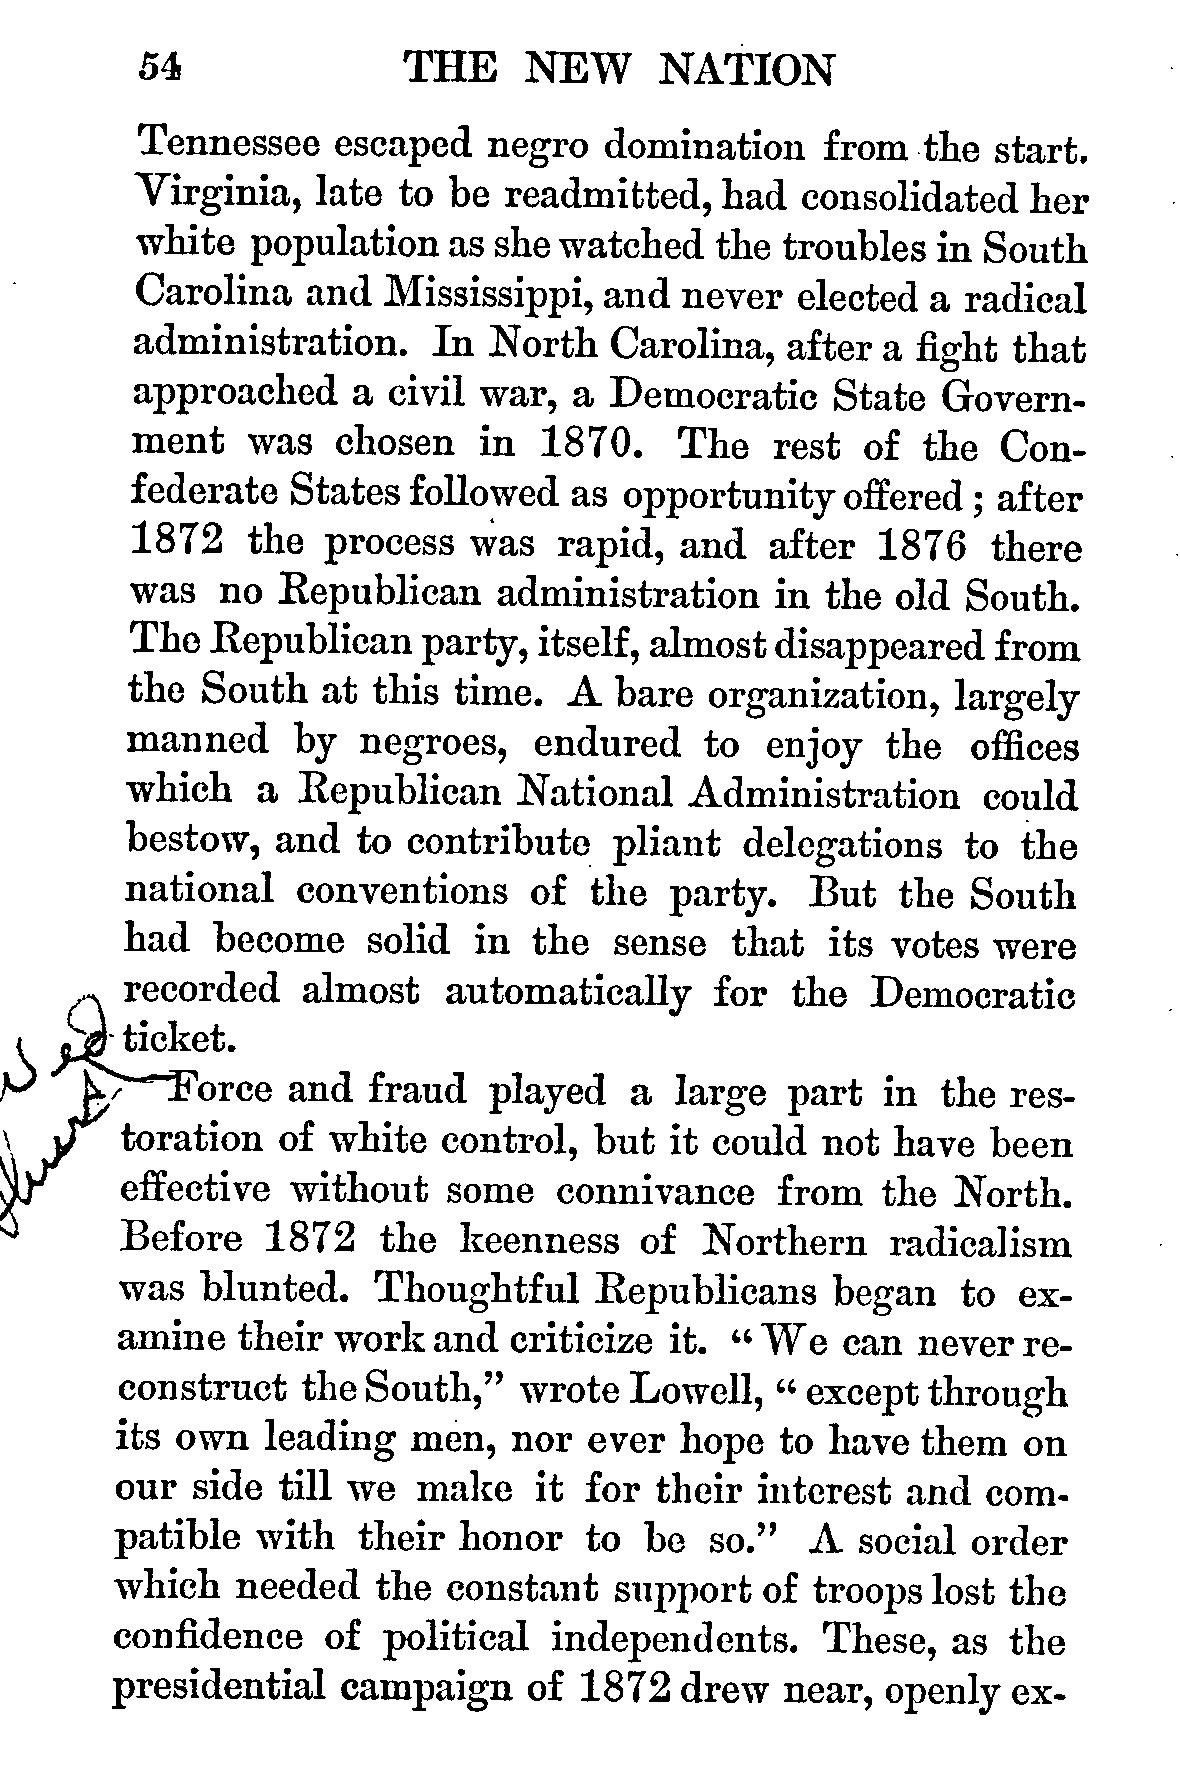 54 THE NEW NATION
Tennessee escaped negro domination from the start.
Virginia, late to be readmitted, had consolidated her
white population as she watched the troubles in South
Carolina and Mississippi, and never elected a radical
administration. In North Carolina, after a fight that
approached a civil war, a Democratic State Govern-
ment was chosen in 1870. The rest of the Con-
federate States followed as opportunity offered; after
1872 the process was rapid, and after 1876 there
was no Republican administration in the old South.
The Republican party, itself, almost disappeared from
the South at this time. A bare organization, largely
manned by negroes, endured to enjoy the offices
which a Republican National Administration could
bestow, and to contribute pliant delegations to the
national conventions of the party. But the South
had become solid in the sense that its votes were
recorded almost automatically for the Democratic
ticket.
Force and fraud played a large part in the res-
toration of white control, but it could not have been
effective without some connivance from the North.
Before 1872 the keenness of Northern radicalism
was blunted. Thoughtful Republicans began to ex-
amine their work and criticize it. “We can never re-
construct the South,” wrote Lowell, “except through
its own leading men, nor ever hope to have them on
our side till we make it for their interest and com-
patible with their honor to be so.” A social order
which needed the constant support of troops lost the
confidence of political independents. These, as the
presidential campaign of 1872 drew near, openly ex-